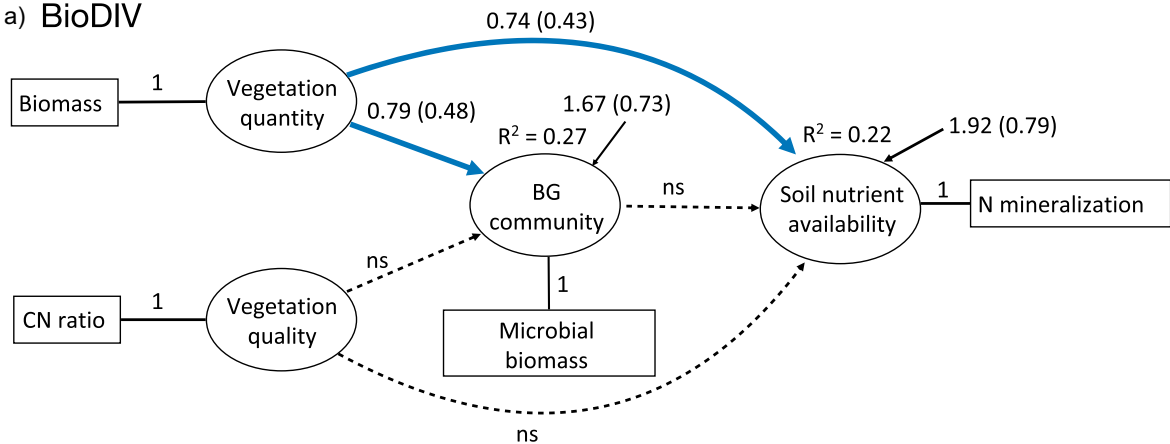 a) BioDIV
0.74 (0.43)
Biomass
1
Vegetation
quantity
0.79 (0.48)
1.67 (0.73)
R² = 0.27
R² = 0.22
1.92 (0.79)
BG
community
ns
Soil nutrient
availability
1
N mineralization
ns
1
CN ratio
1
Vegetation
quality
Microbial
biomass
ns